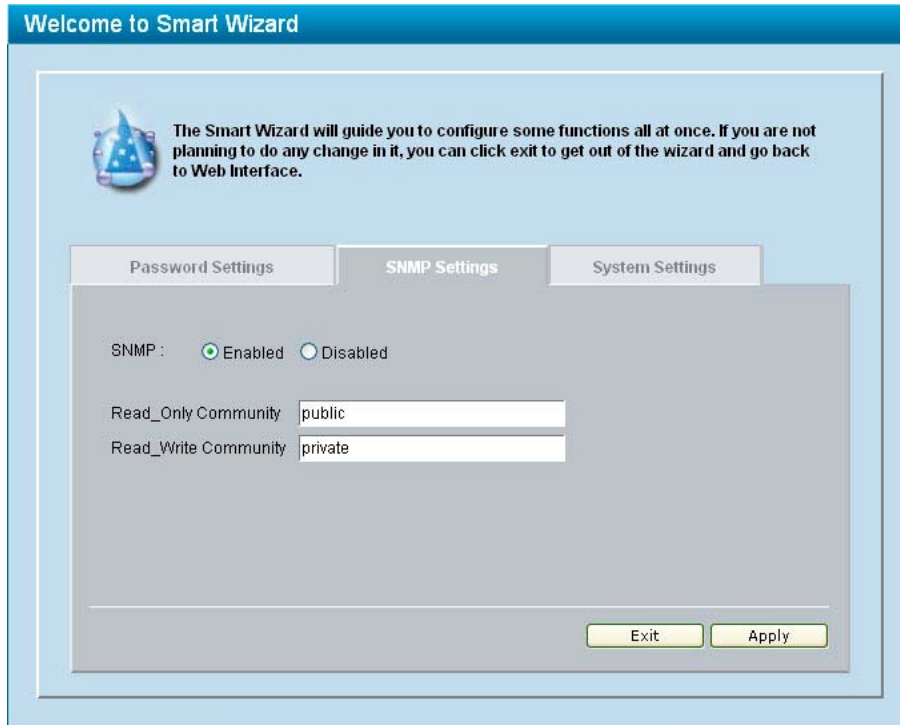 Welcome to Smart Wizard
The Smart Wizard will guide you to configure some functions all at once. If you are not
planning to do any change in it, you can click exit to get out of the wizard and go back
to Web Interface.
Password Settings
SNMP Settings
System Settings
SNMP : Enabled Disabled
Read_Only Community public
Read_Write Community private
Exit Apply